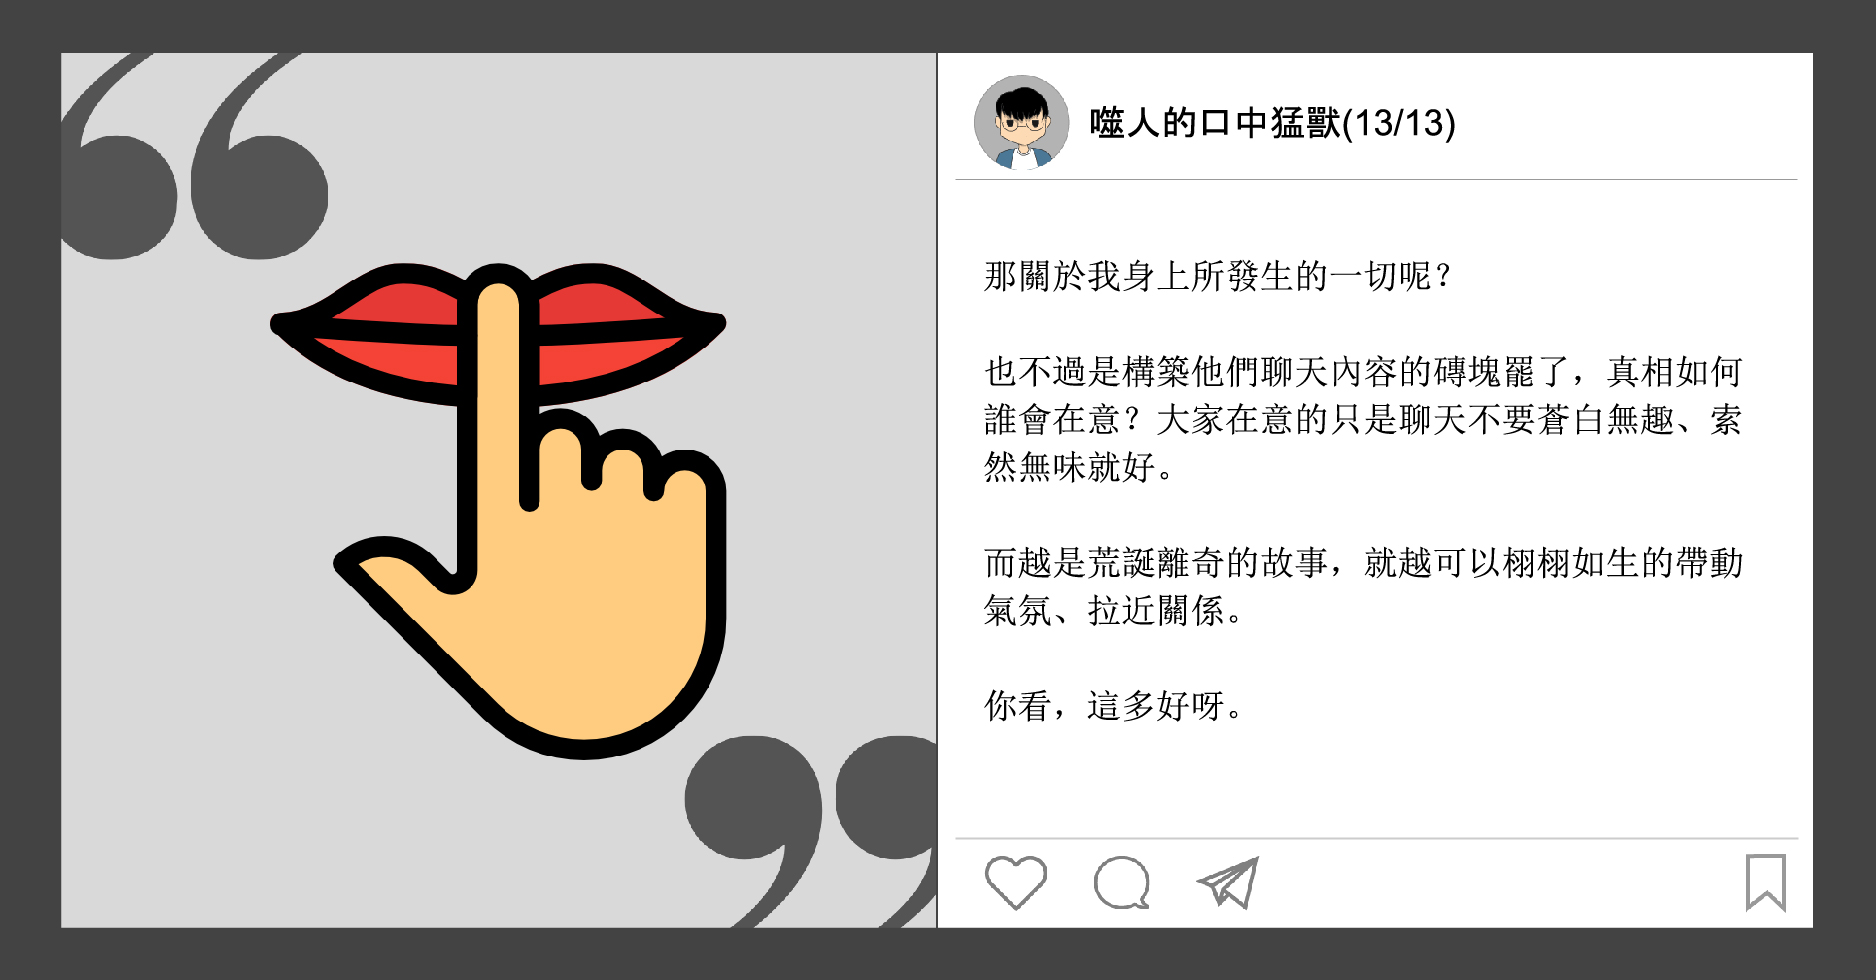 噬人的口中猛獸(13/13)
那關於我身上所發生的一切呢？
也不過是構築他們聊天內容的磚塊罷了，真相如何
誰會在意？大家在意的只是聊天不要蒼白無趣、索
然無味就好。
而越是荒誕離奇的故事，就越可以栩栩如生的帶動
氣氛、拉近關係。
你看，這多好呀。